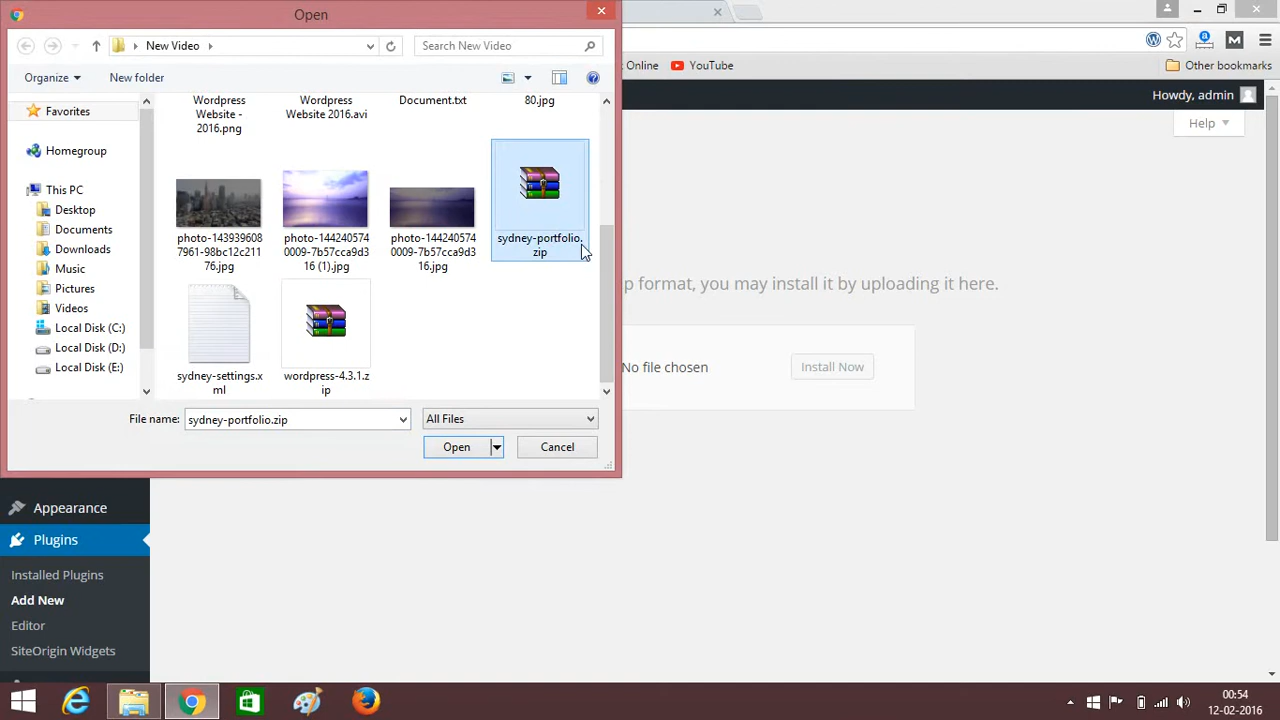 Open
New Video
Search New Video
k Online
YouTube
Other bookmarks
Organize
New folder
Howdy, admin
Help
Favorites
Homegroup
This PC
Desktop
Documents
Downloads
Music
Pictures
Videos
Local Disk (C:)
Local Disk (D:)
Local Disk (E:)
Wordpress
Website -
2016.png
Wordpress
Website 2016.avi
Document.txt
80.jpg
photo-143939608
7961-98bc12c211
76.jpg
photo-144240574
0009-7b57cca9d3
16 (1).jpg
photo-144240574
0009-7b57cca9d3
16.jpg
sydney-portfolio.
zip
sydney-settings.x
ml
wordpress-4.3.1.z
ip
p format, you may install it by uploading it here.
No file chosen
Install Now
File name:
sydney-portfolio.zip
All Files
Open
Cancel
Appearance
Plugins
Installed Plugins
Add New
Editor
SiteOrigin Widgets
00:54
12-02-2016